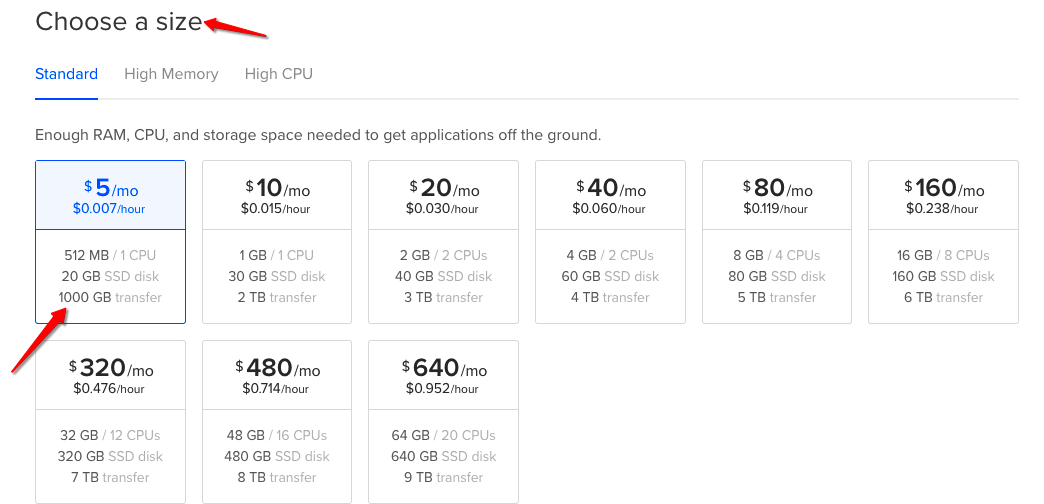 Choose a size
Standard High Memory High CPU
Enough RAM, CPU, and storage space needed to get applications off the ground.
$5/mo
$0.007/hour
512 MB / 1 CPU
20 GB SSD disk
1000 GB transfer
$10/mo
$0.015/hour
1 GB / 1 CPU
30 GB SSD disk
2 TB transfer
$20/mo
$0.030/hour
2 GB / 2 CPUs
40 GB SSD disk
3 TB transfer
$40/mo
$0.060/hour
4 GB / 2 CPUs
60 GB SSD disk
4 TB transfer
$80/mo
$0.119/hour
8 GB / 4 CPUs
80 GB SSD disk
5 TB transfer
$160/mo
$0.238/hour
16 GB / 8 CPUs
160 GB SSD disk
6 TB transfer
$320/mo
$0.476/hour
32 GB / 12 CPUs
320 GB SSD disk
7 TB transfer
$480/mo
$0.714/hour
48 GB / 16 CPUs
480 GB SSD disk
8 TB transfer
$640/mo
$0.952/hour
64 GB / 20 CPUs
640 GB SSD disk
9 TB transfer